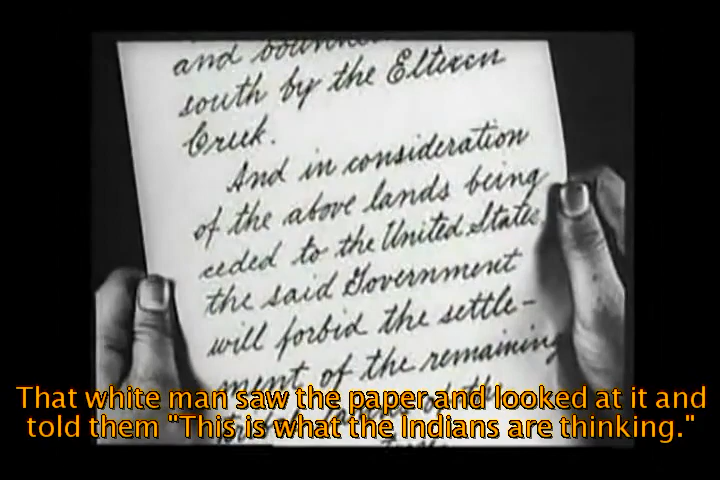 and
south by the Elteron
Creek.
And in consideration
of the above lands being
ceded to the United States
the said Government
will forbid the settle-
ment of the remaining
That white man saw the paper and looked at it and
told them "This is what the Indians are thinking."